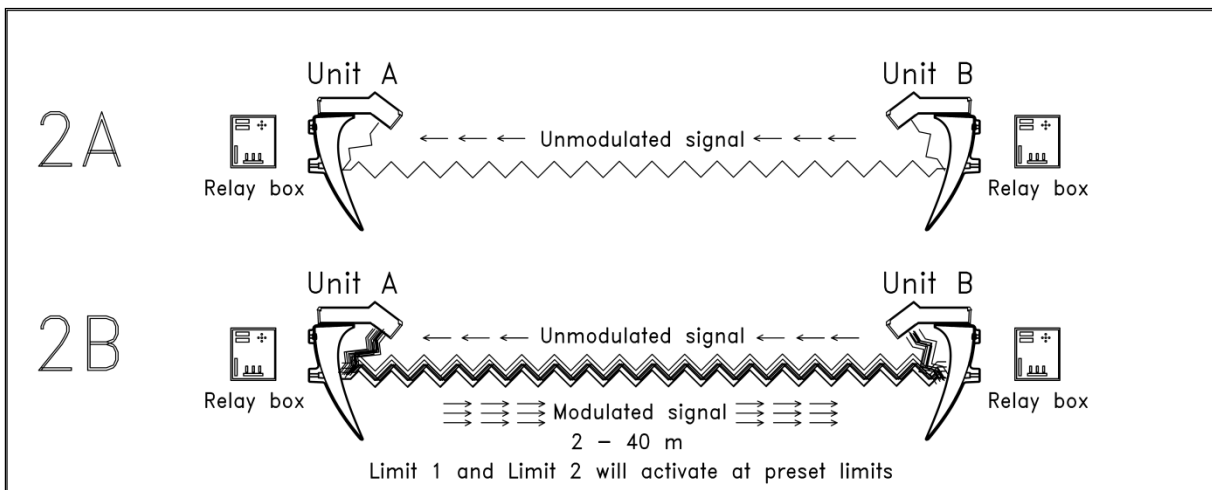 Unit A
Unit B
2A
Unmodulated signal
Relay box
Relay box
Unit A
Unit B
2B
Unmodulated signal
Relay box
Relay box
Modulated signal
2 – 40 m
Limit 1 and Limit 2 will activate at preset limits